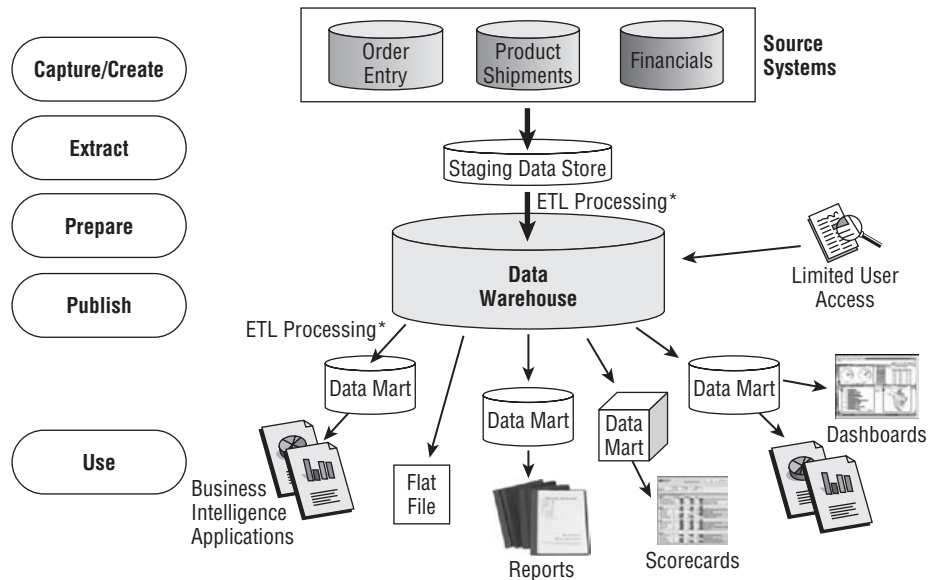 Capture/Create
Extract
Prepare
Publish
Use
Order
Entry
Product
Shipments
Financials
Source
Systems
Staging Data Store
ETL Processing*
Data
Warehouse
Limited User
Access
ETL Processing*
Data Mart
Data Mart
Data
Mart
Data Mart
Dashboards
Business
Intelligence
Applications
Flat
File
Reports
Scorecards